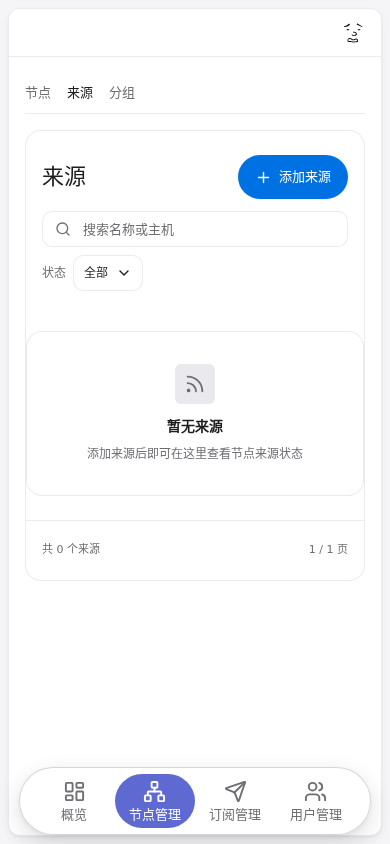 节点 来源 分组
来源
添加来源
搜索名称或主机
状态 全部
暂无来源
添加来源后即可在这里查看节点来源状态
共 0 个来源 1 / 1 页
概览 节点管理 订阅管理 用户管理